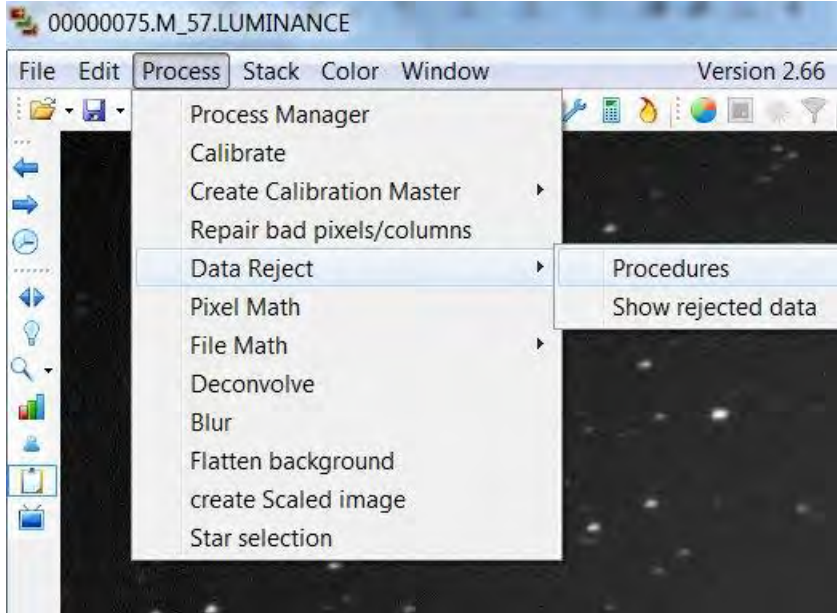 00000075.M_57.LUMINANCE
File Edit Process Stack Color Window Version 2.66
Process Manager
Calibrate
Create Calibration Master
Repair bad pixels/columns
Data Reject
Procedures
Show rejected data
Pixel Math
File Math
Deconvolve
Blur
Flatten background
create Scaled image
Star selection